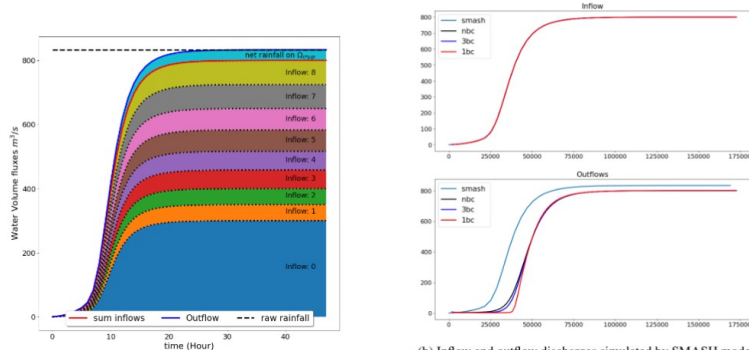 Water Volume fluxes m³/s
800
600
400
200
0
net rainfall on Ω
Inflow: 8
Inflow: 7
Inflow: 6
Inflow: 5
Inflow: 4
Inflow: 3
Inflow: 2
Inflow: 1
Inflow: 0
sum inflows
Outflow
raw rainfall
0 10 20 30 40
time (Hour)
Inflow
smash
nbc
3bc
1bc
800
700
600
500
400
300
200
100
0
0 25000 50000 75000 100000 125000 150000 175000
Outflows
smash
nbc
3bc
1bc
800
600
400
200
0
0 25000 50000 75000 100000 125000 150000 175000
(b) Inflow and outflow discharges simulated by SMASH